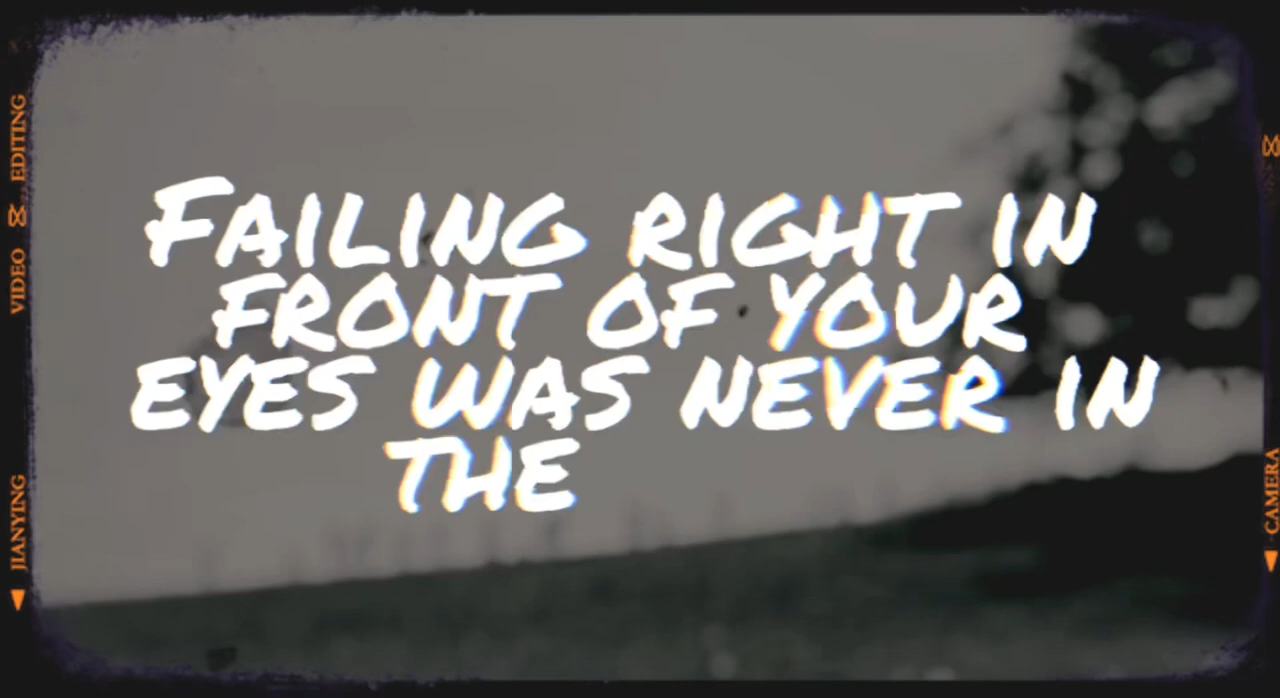 FAILING RIGHT IN
FRONT OF YOUR
EYES WAS NEVER IN
THE
VIDEO EDITING
JIANYING
CAMERA